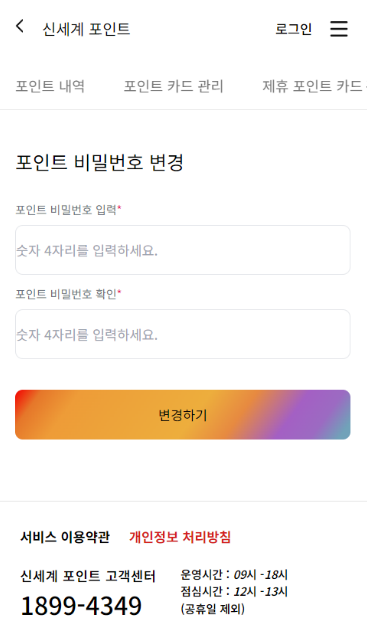 신세계 포인트
로그인
포인트 내역 포인트 카드 관리 제휴 포인트 카드
포인트 비밀번호 변경
포인트 비밀번호 입력*
숫자 4자리를 입력하세요.
포인트 비밀번호 확인*
숫자 4자리를 입력하세요.
변경하기
서비스 이용약관 개인정보 처리방침
신세계 포인트 고객센터
1899-4349
운영시간 : 09시 -18시
점심시간 : 12시 -13시
(공휴일 제외)